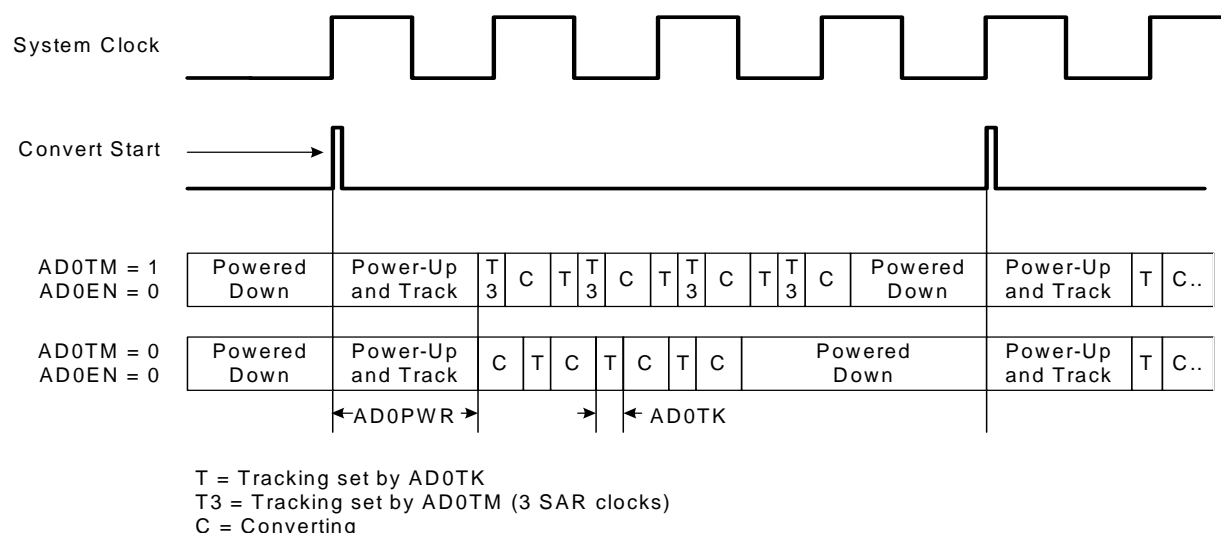 System Clock
Convert Start
AD0TM = 1
AD0EN = 0
Powered
Down
Power-Up
and Track
T
3
C
T
T
3
C
T
T
3
C
T
T
3
C
Powered
Down
Power-Up
and Track
T
C..
AD0TM = 0
AD0EN = 0
Powered
Down
Power-Up
and Track
C
T
C
T
C
T
C
Powered
Down
Power-Up
and Track
T
C..
AD0PWR
AD0TK
T = Tracking set by AD0TK
T3 = Tracking set by AD0TM (3 SAR clocks)
C = Converting